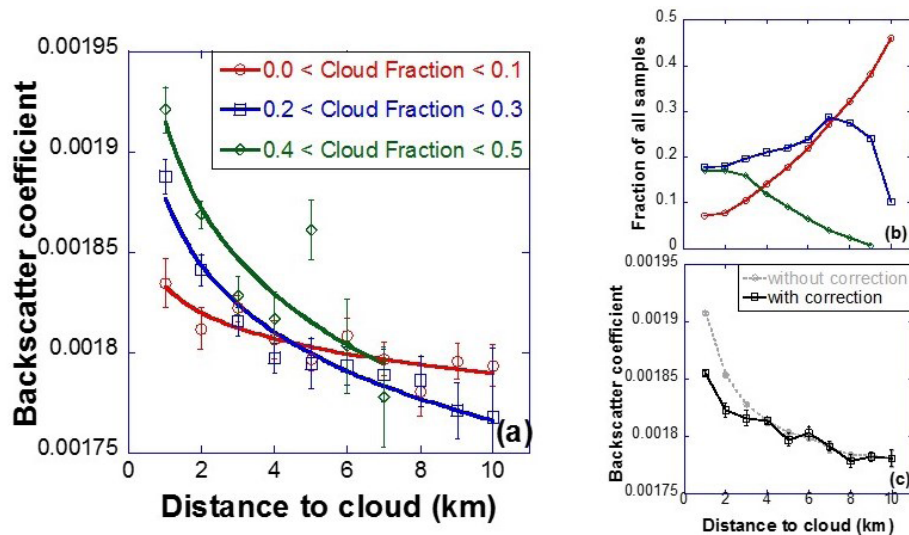 0.00195
0.0 < Cloud Fraction < 0.1
0.2 < Cloud Fraction < 0.3
0.4 < Cloud Fraction < 0.5
0.0019
0.00185
0.0018
0.00175
0 2 4 6 8 10
Backscatter coefficient
Distance to cloud (km)
(a)
0.5
0.4
0.3
0.2
0.1
0
Fraction of all samples
(b)
0.00195
without correction
with correction
0.0019
0.00185
0.0018
0.00175
Backscatter coefficient
(c)
0 2 4 6 8 10
Distance to cloud (km)